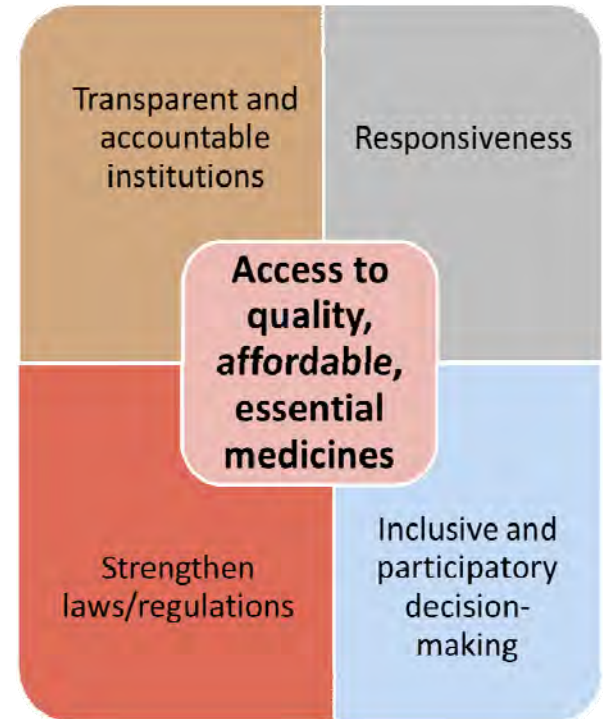 Transparent and
accountable
institutions
Responsiveness
Access to
quality,
affordable,
essential
medicines
Strengthen
laws/regulations
Inclusive and
participatory
decision-
making